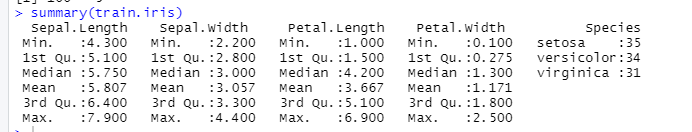 > summary(train.iris)
  Sepal.Length    Sepal.Width     Petal.Length    Petal.Width          Species
 Min.   :4.300   Min.   :2.200   Min.   :1.000   Min.   :0.100   setosa    :35
 1st Qu.:5.100   1st Qu.:2.800   1st Qu.:1.500   1st Qu.:0.275   versicolor:34
 Median :5.750   Median :3.000   Median :4.200   Median :1.300   virginica :31
 Mean   :5.807   Mean   :3.057   Mean   :3.667   Mean   :1.171
 3rd Qu.:6.400   3rd Qu.:3.300   3rd Qu.:5.100   3rd Qu.:1.800
 Max.   :7.900   Max.   :4.400   Max.   :6.900   Max.   :2.500